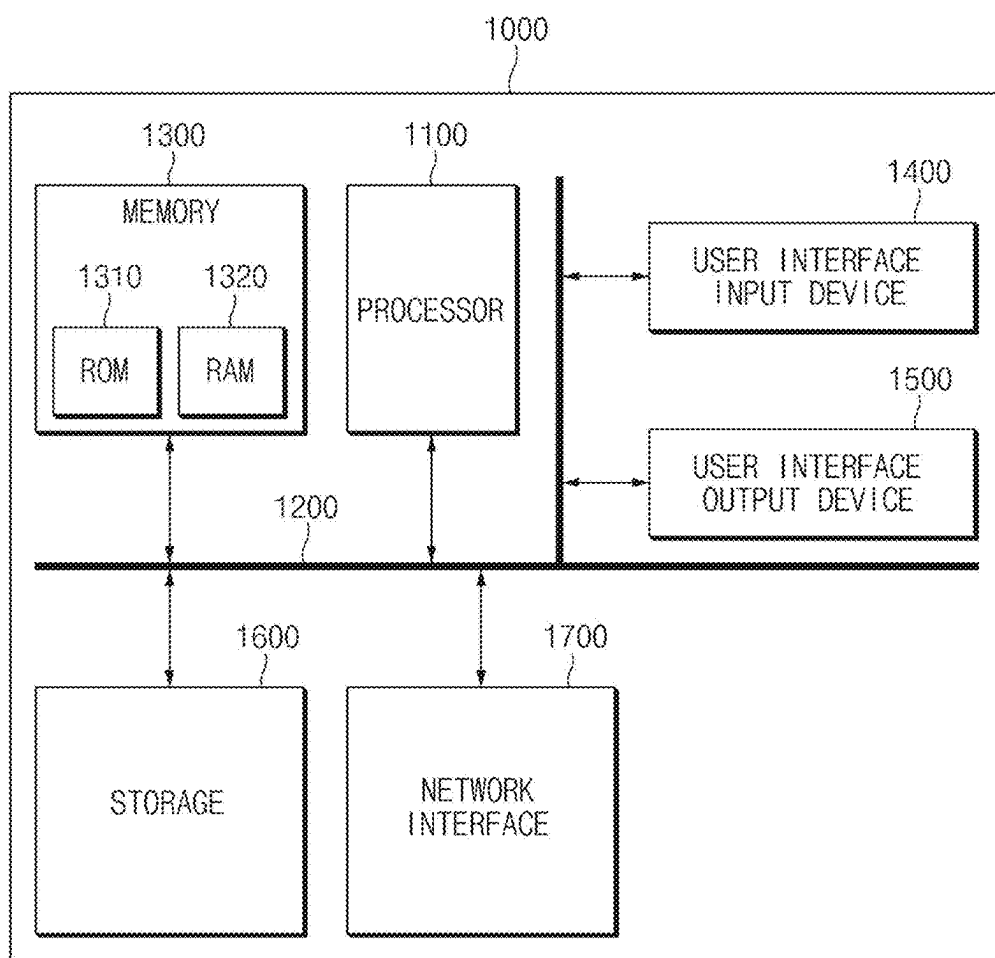 1000
1300
1100
1400
MEMORY
USER INTERFACE
INPUT DEVICE
1310
1320
PROCESSOR
ROM
RAM
1500
USER INTERFACE
OUTPUT DEVICE
1200
1600
1700
STORAGE
NETWORK
INTERFACE